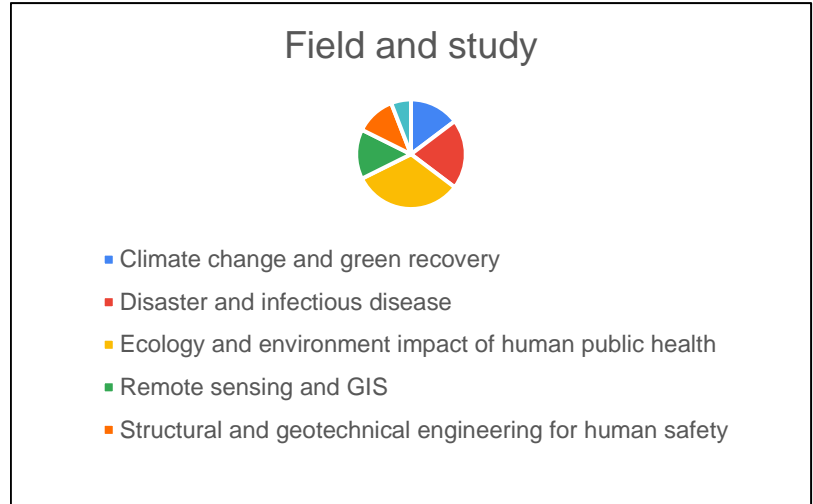 Field and study
Climate change and green recovery
Disaster and infectious disease
Ecology and environment impact of human public health
Remote sensing and GIS
Structural and geotechnical engineering for human safety